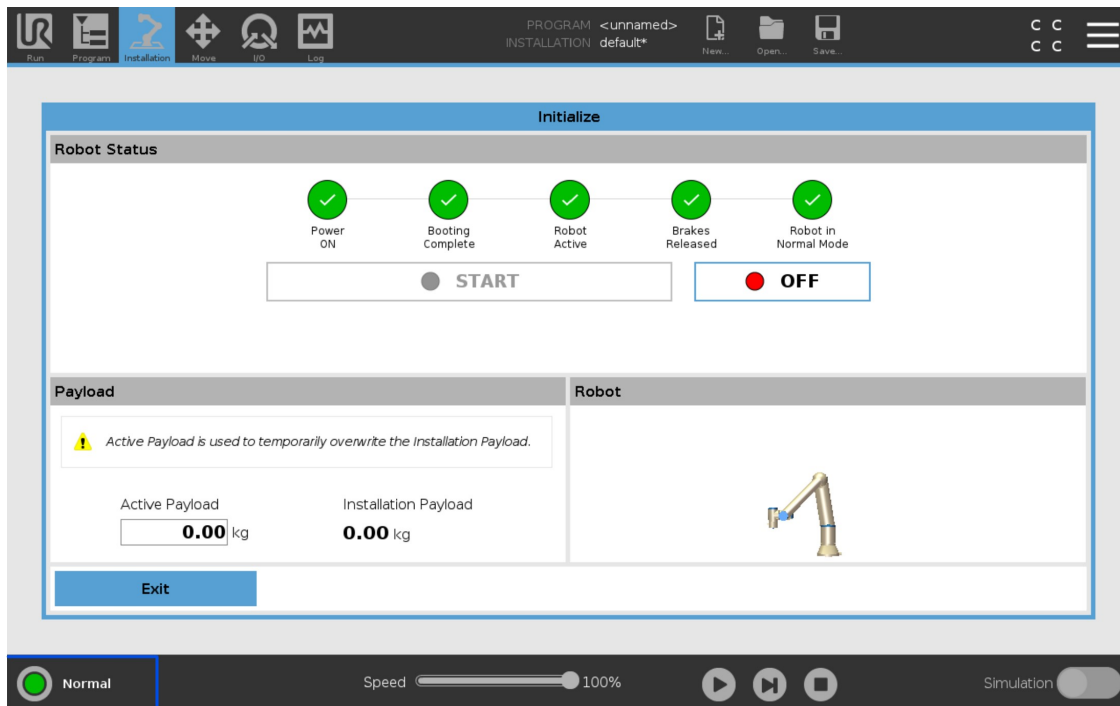 PROGRAM <unnamed>
INSTALLATION default*
C C
C C
Run Program Installation Move I/O Log New... Open... Save...
Initialize
Robot Status
Power ON
Booting Complete
Robot Active
Brakes Released
Robot in Normal Mode
START
OFF
Payload
Robot
Active Payload is used to temporarily overwrite the Installation Payload.
Active Payload
Installation Payload
0.00 kg
0.00 kg
Exit
Normal
Speed
100%
Simulation